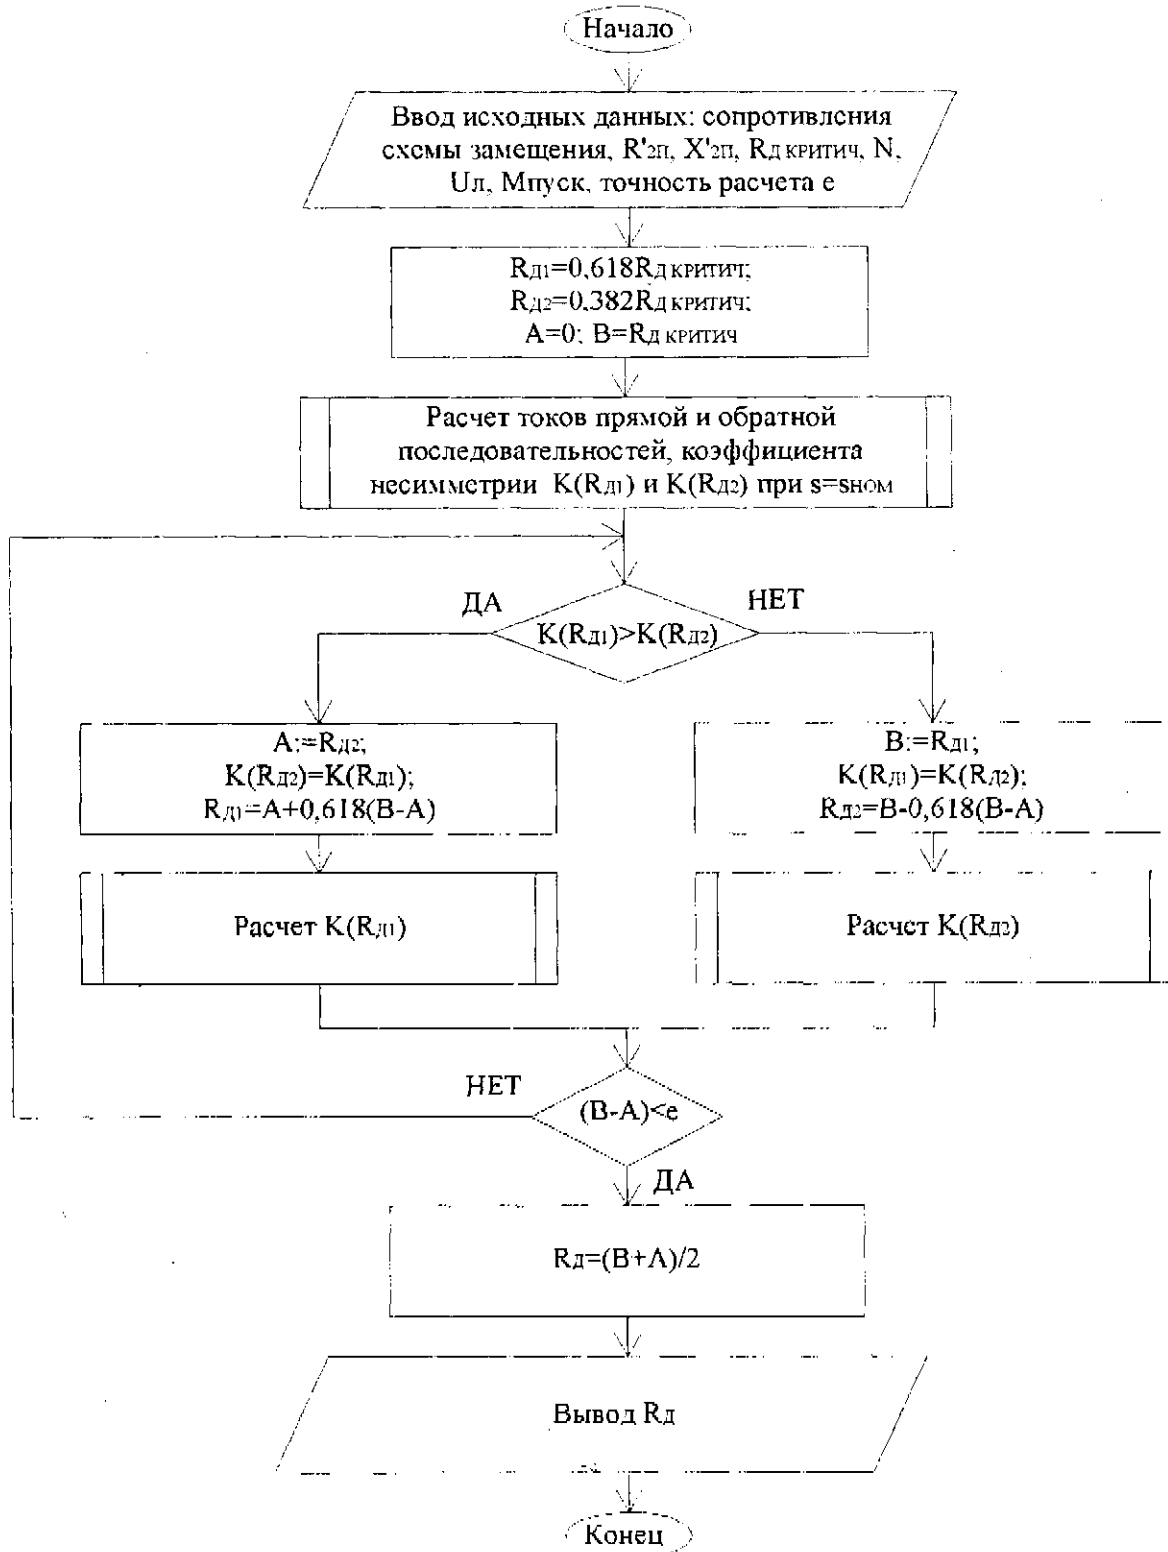 Начало
Ввод исходных данных: сопротивления
схемы замещения, R'2П, X'2П, RД КРИТИЧ, N,
Uл, Мпуск, точность расчета e
RД1=0,618RД КРИТИЧ;
RД2=0,382RД КРИТИЧ;
A=0; B=RД КРИТИЧ
Расчет токов прямой и обратной
последовательностей, коэффициента
несимметрии K(RД1) и K(RД2) при s=sНОМ
ДА
НЕТ
K(RД1)>K(RД2)
A:=RД2;
K(RД2)=K(RД1);
RД1=A+0,618(B-A)
B:=RД1;
K(RД1)=K(RД2);
RД2=B-0,618(B-A)
Расчет K(RД1)
Расчет K(RД2)
НЕТ
(B-A)<e
ДА
RД=(B+A)/2
Вывод RД
Конец